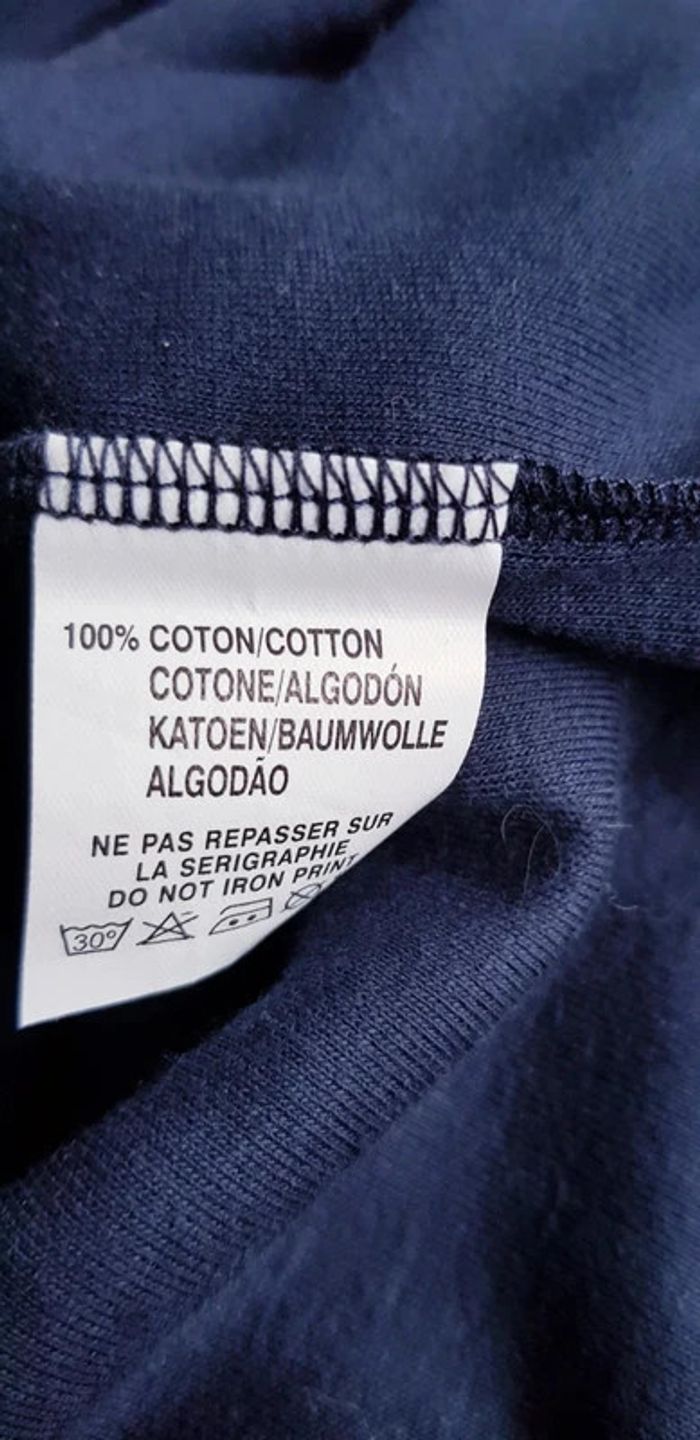 100% COTON/COTTON
COTONE/ALGODÓN
KATOEN/BAUMWOLLE
ALGODÃO
NE PAS REPASSER SUR
LA SERIGRAPHIE
DO NOT IRON PRINT
30°